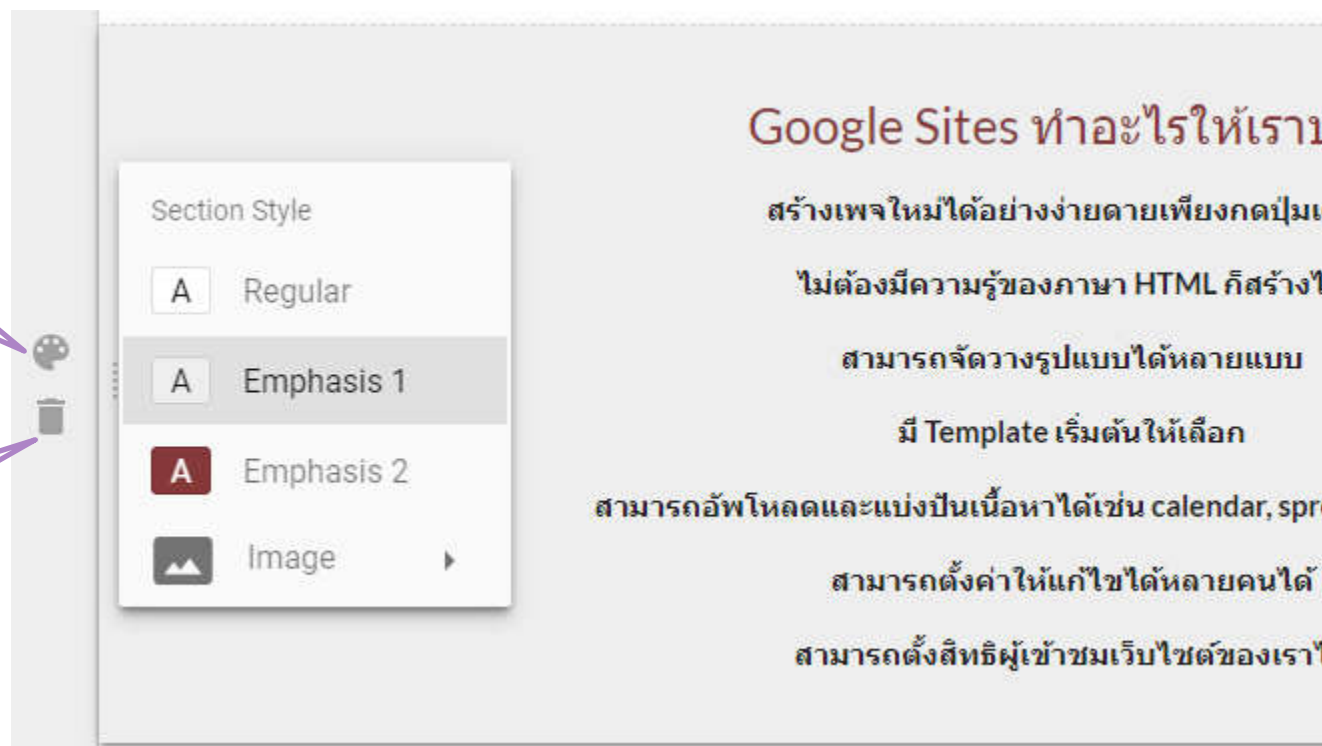 Google Sites ทำอะไรให้เรา
Section Style
A Regular
A Emphasis 1
A Emphasis 2
Image
สร้างเพจใหม่ได้อย่างง่ายดายเพียงกดปุ่ม
ไม่ต้องมีความรู้ของภาษา HTML ก็สร้าง
สามารถจัดวางรูปแบบได้หลายแบบ
มี Template เริ่มต้นให้เลือก
สามารถอัพโหลดและแบ่งปันเนื้อหาได้เช่น calendar,
สามารถตั้งค่าให้แก้ไขได้หลายคนได้
สามารถตั้งสิทธิผู้เข้าชมเว็บไซต์ของเรา